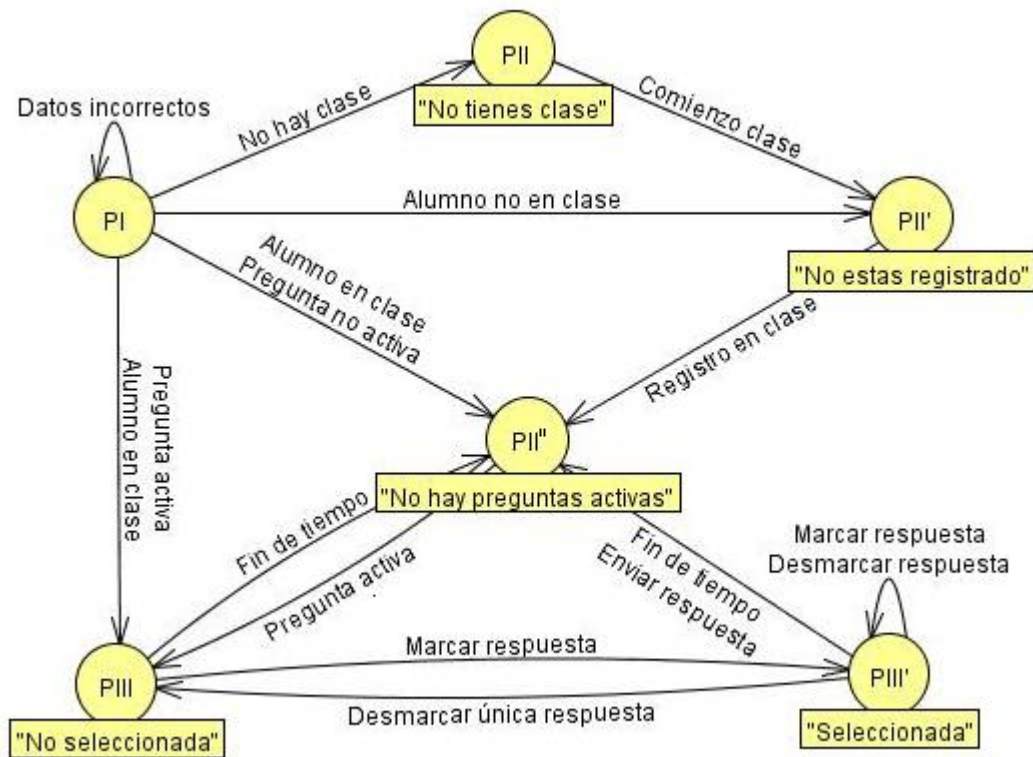 PII
"No tienes clase"
Datos incorrectos
No hay clase
Comienzo clase
PI
Alumno no en clase
PII'
"No estas registrado"
Alumno en clase
Pregunta no activa
Registro en clase
Pregunta activa
Alumno en clase
PII"
"No hay preguntas activas"
Fin de tiempo
Pregunta activa
Fin de tiempo
Enviar respuesta
Marcar respuesta
Desmarcar respuesta
PIII
"No seleccionada"
Marcar respuesta
Desmarcar única respuesta
PIII'
"Seleccionada"